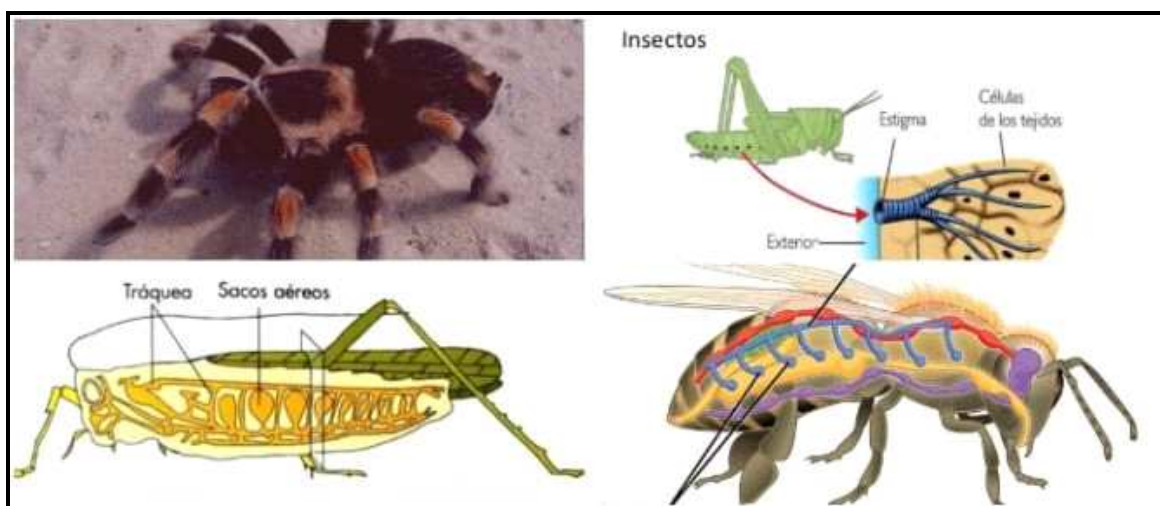 Insectos
Estigma
Células
de los tejidos
Exterior
Tráquea Sacos aéreos